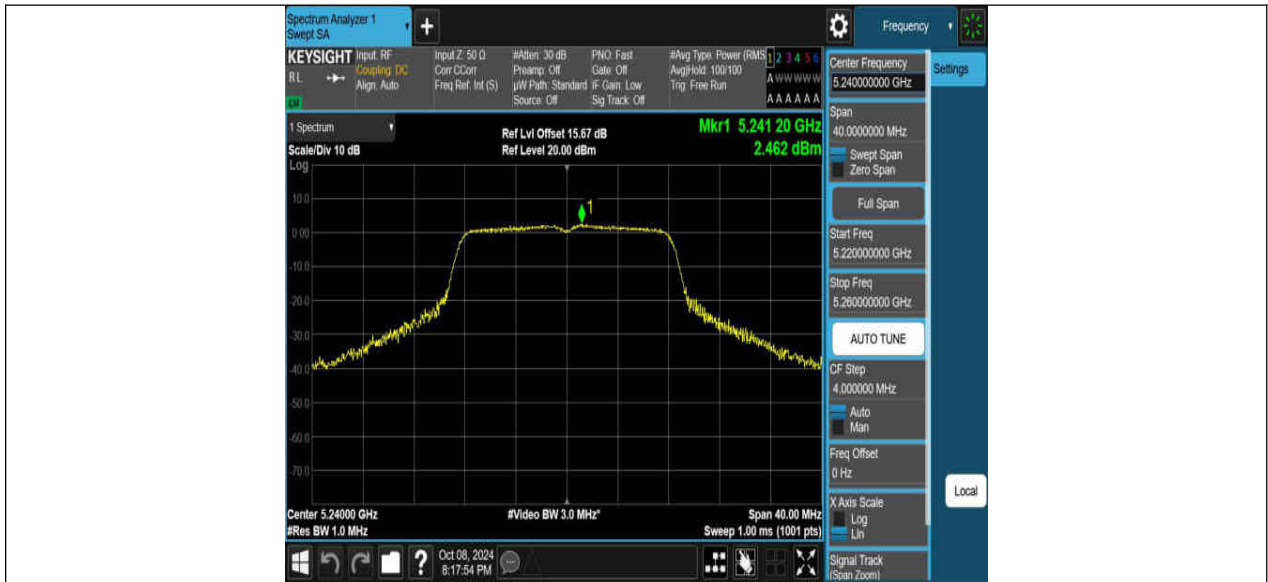 Spectrum Analyzer 1
Swept SA
+
Frequency
KEYSIGHT
RL
LXI
Input: RF
Coupling: DC
Align: Auto
Input Z: 50 Ω
Corr CCorr
Freq Ref: Int (S)
#Atten: 30 dB
Preamp: Off
µW Path: Standard
Source: Off
PNO: Fast
Gate: Off
IF Gain: Low
Sig Track: Off
#Avg Type: Power (RMS
Avg|Hold: 100/100
Trig: Free Run
1 2 3 4 5 6
A W W W W W
A A A A A A
1 Spectrum
Scale/Div 10 dB
Ref Lvl Offset 15.67 dB
Ref Level 20.00 dBm
Mkr1 5.241 20 GHz
2.462 dBm
Log
10.0
0.00
-10.0
-20.0
-30.0
-40.0
-50.0
-60.0
-70.0
1
Center 5.24000 GHz
#Res BW 1.0 MHz
#Video BW 3.0 MHz*
Span 40.00 MHz
Sweep 1.00 ms (1001 pts)
Center Frequency
5.240000000 GHz
Settings
Span
40.0000000 MHz
Swept Span
Zero Span
Full Span
Start Freq
5.220000000 GHz
Stop Freq
5.260000000 GHz
AUTO TUNE
CF Step
4.000000 MHz
Auto
Man
Freq Offset
0 Hz
X Axis Scale
Log
Lin
Signal Track
(Span Zoom)
Local
?
Oct 08, 2024
8:17:54 PM